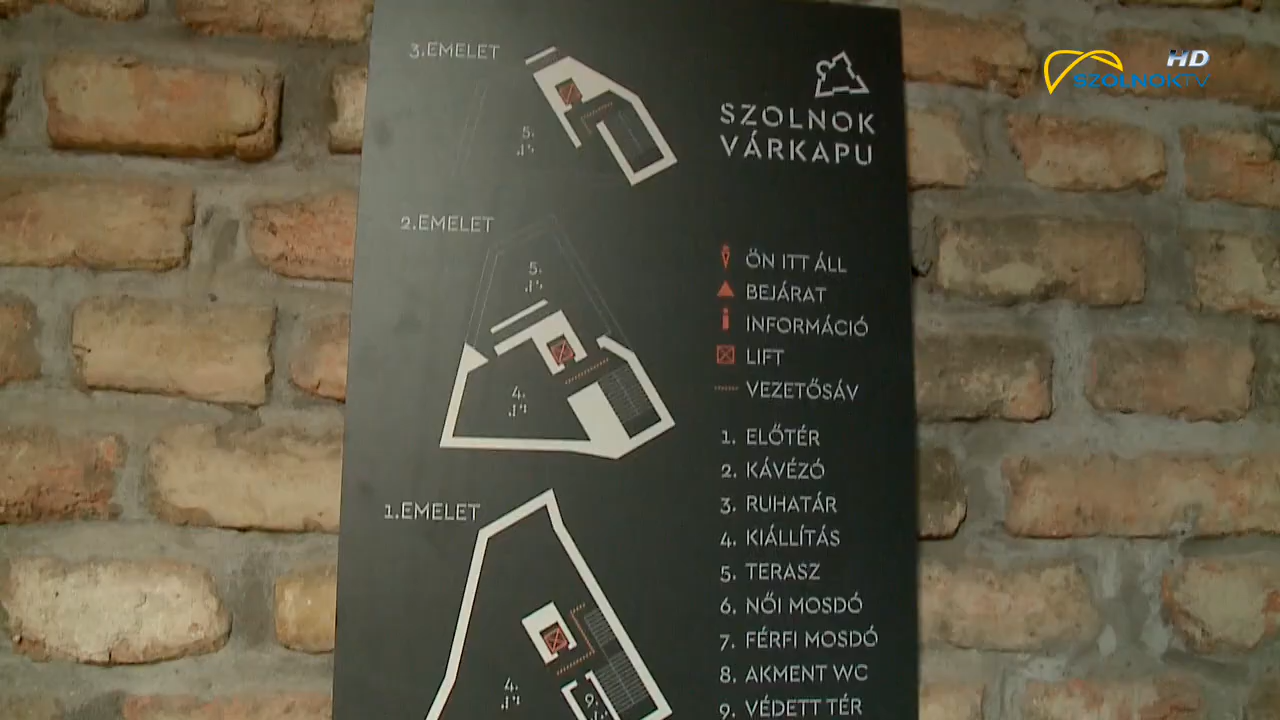 HD
SZOLNOKTV
SZOLNOK
VÁRKAPU
3.EMELET
5.
2.EMELET
5.
4.
1.EMELET
4.
9.
ÖN ITT ÁLL
BEJÁRAT
INFORMÁCIÓ
LIFT
VEZETŐSÁV
1. ELŐTÉR
2. KÁVÉZÓ
3. RUHATÁR
4. KIÁLLÍTÁS
5. TERASZ
6. NŐI MOSDÓ
7. FÉRFI MOSDÓ
8. AKMENT WC
9. VÉDETT TÉR